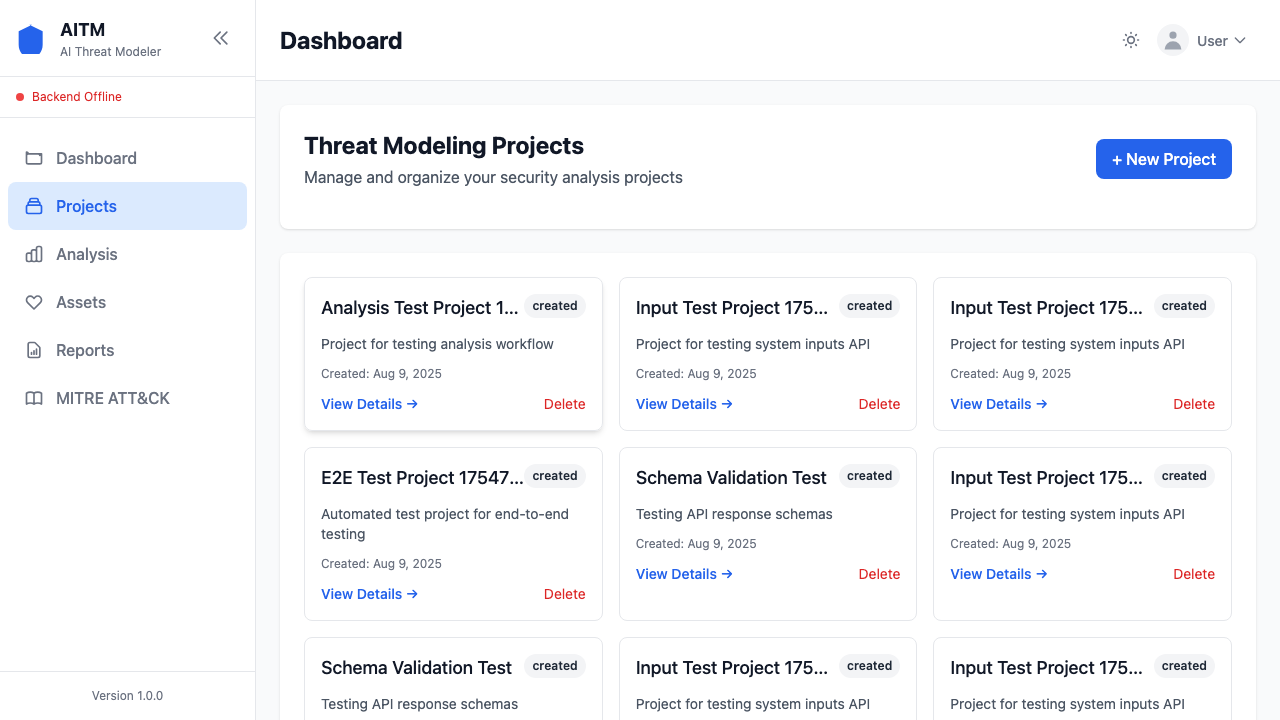 AITM
AI Threat Modeler
Backend Offline
Dashboard
Projects
Analysis
Assets
Reports
MITRE ATT&CK
Version 1.0.0
Dashboard
User
Threat Modeling Projects
Manage and organize your security analysis projects
+ New Project
Analysis Test Project 1... created
Project for testing analysis workflow
Created: Aug 9, 2025
View Details → Delete
Input Test Project 175... created
Project for testing system inputs API
Created: Aug 9, 2025
View Details → Delete
Input Test Project 175... created
Project for testing system inputs API
Created: Aug 9, 2025
View Details → Delete
E2E Test Project 17547... created
Automated test project for end-to-end
testing
Created: Aug 9, 2025
View Details → Delete
Schema Validation Test created
Testing API response schemas
Created: Aug 9, 2025
View Details → Delete
Input Test Project 175... created
Project for testing system inputs API
Created: Aug 9, 2025
View Details → Delete
Schema Validation Test created
Testing API response schemas
Input Test Project 175... created
Project for testing system inputs API
Input Test Project 175... created
Project for testing system inputs API